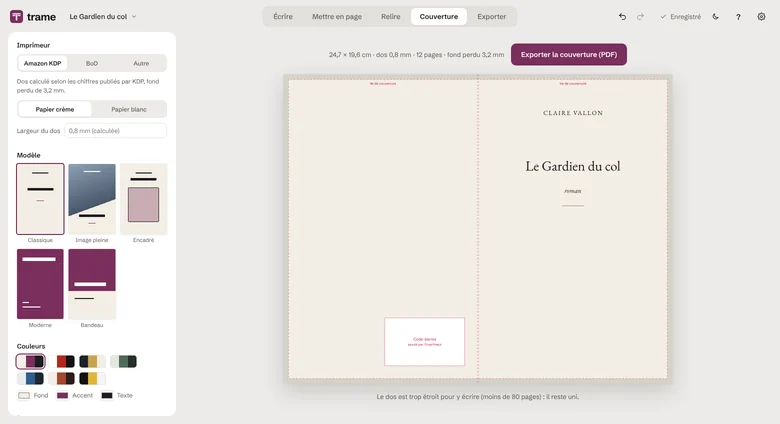 trame
Le Gardien du col
Écrire
Mettre en page
Relire
Couverture
Exporter
Enregistré
?
Imprimeur
Amazon KDP
BoD
Autre
Dos calculé selon les chiffres publiés par KDP, fond
perdu de 3,2 mm.
Papier crème
Papier blanc
Largeur du dos
0,8 mm (calculée)
Modèle
Classique
Image pleine
Encadré
Moderne
Bandeau
Couleurs
Fond
Accent
Texte
24,7 × 19,6 cm · dos 0,8 mm · 12 pages · fond perdu 3,2 mm
Exporter la couverture (PDF)
CLAIRE VALLON
Le Gardien du col
roman
Code-barres
ajouté par l'imprimeur
Le dos est trop étroit pour y écrire (moins de 80 pages) : il reste uni.